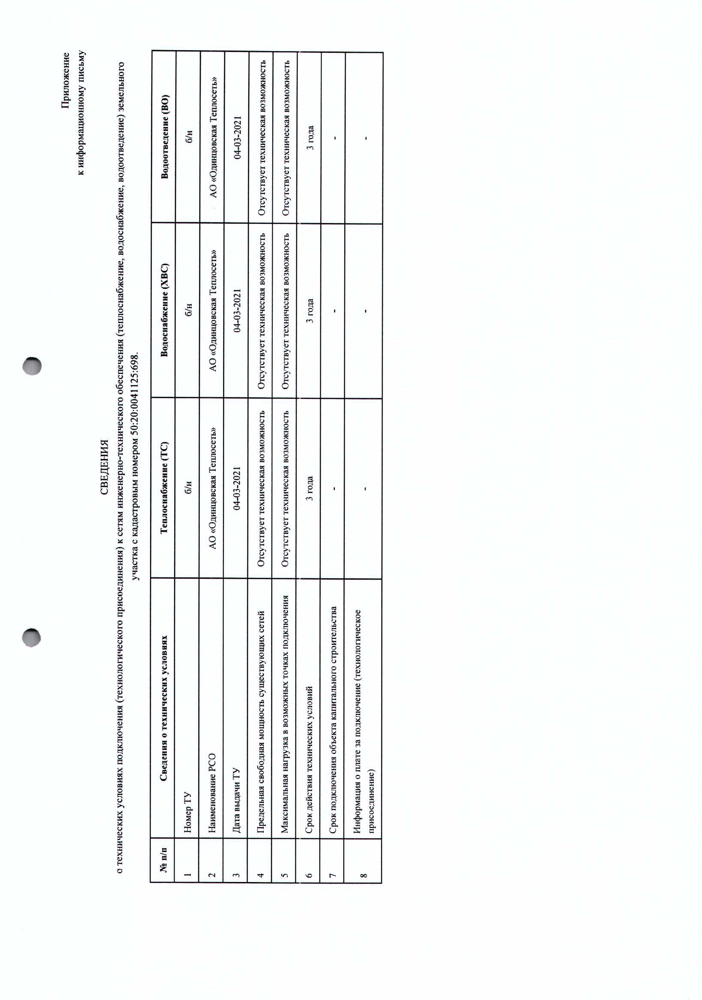 Приложение
к информационному письму
СВЕДЕНИЯ
о технических условиях подключения (технологического присоединения) к сетям инженерно-технического обеспечения (теплоснабжение, водоснабжение, водоотведение) земельного
участка с кадастровым номером 50:20:0041125:698.
№ п/п Сведения о технических условиях Теплоснабжение (ТС) Водоснабжение (ХВС) Водоотведение (ВО)
1 Номер ТУ б/н б/н б/н
2 Наименование РСО АО «Одинцовская Теплосеть» АО «Одинцовская Теплосеть» АО «Одинцовская Теплосеть»
3 Дата выдачи ТУ 04-03-2021 04-03-2021 04-03-2021
4 Предельная свободная мощность существующих сетей Отсутствует техническая возможность Отсутствует техническая возможность Отсутствует техническая возможность
5 Максимальная нагрузка в возможных точках подключения Отсутствует техническая возможность Отсутствует техническая возможность Отсутствует техническая возможность
6 Срок действия технических условий 3 года 3 года 3 года
7 Срок подключения объекта капитального строительства - - -
8 Информация о плате за подключение (технологическое - - -
присоединение)